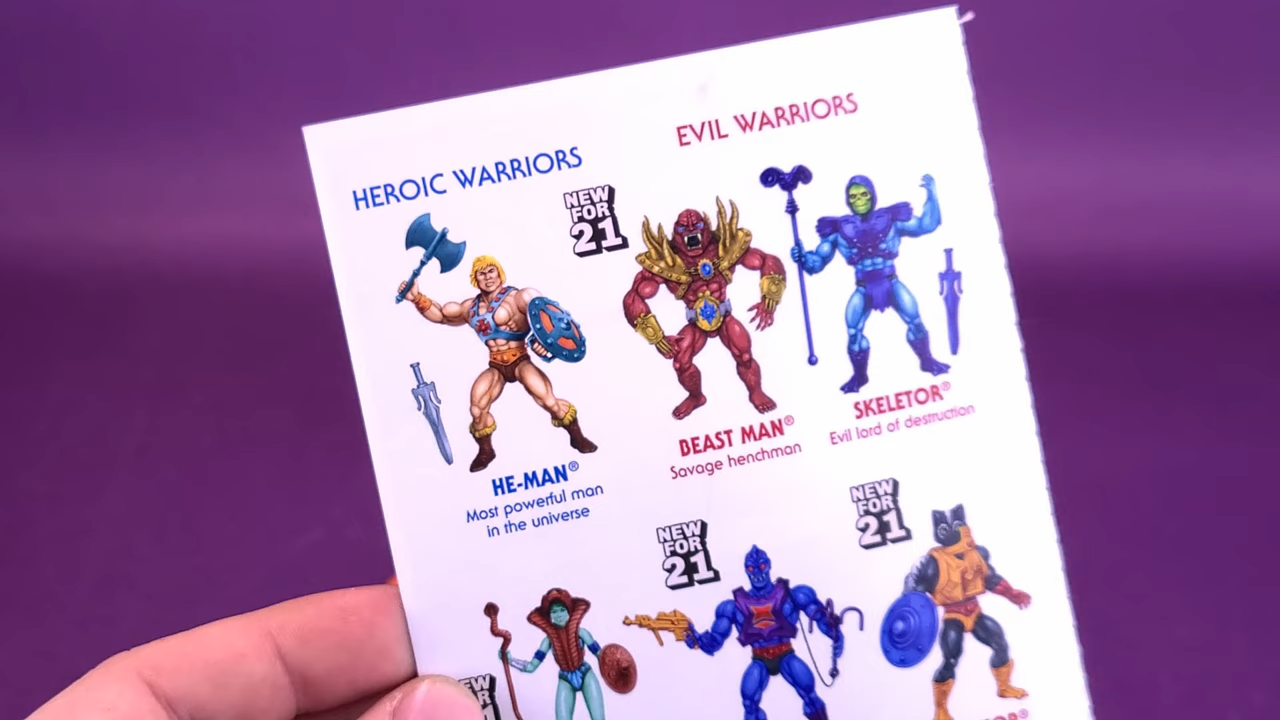 HEROIC WARRIORS
EVIL WARRIORS
NEW
FOR
21
HE-MAN®
Most powerful man
in the universe
BEAST MAN®
Savage henchman
SKELETOR®
Evil lord of destruction
NEW
FOR
21
NEW
FOR
21